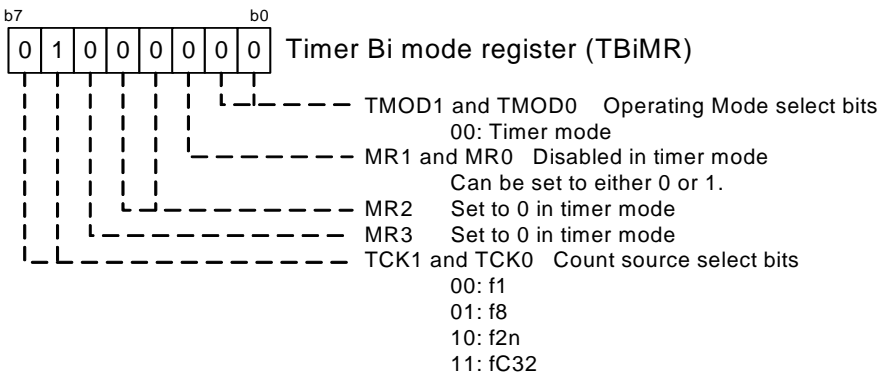 b7 b0
0 1 0 0 0 0 0 0 Timer Bi mode register (TBiMR)
TMOD1 and TMOD0 Operating Mode select bits
00: Timer mode
MR1 and MR0 Disabled in timer mode
Can be set to either 0 or 1.
MR2 Set to 0 in timer mode
MR3 Set to 0 in timer mode
TCK1 and TCK0 Count source select bits
00: f1
01: f8
10: f2n
11: fC32